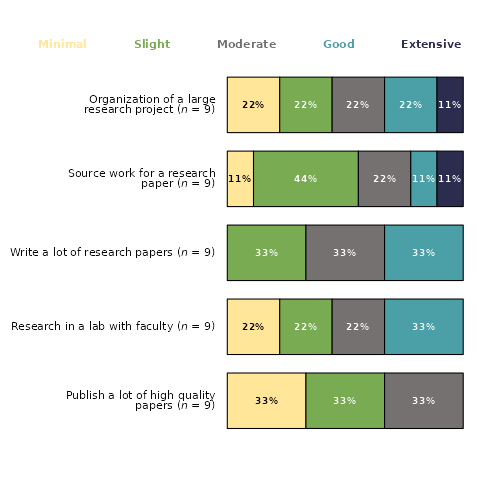 Minimal Slight Moderate Good Extensive
Organization of a large
research project (n = 9)
22% 22% 22% 22% 11%
Source work for a research
paper (n = 9)
11% 44% 22% 11% 11%
Write a lot of research papers (n = 9)
33% 33% 33%
Research in a lab with faculty (n = 9)
22% 22% 22% 33%
Publish a lot of high quality
papers (n = 9)
33% 33% 33%